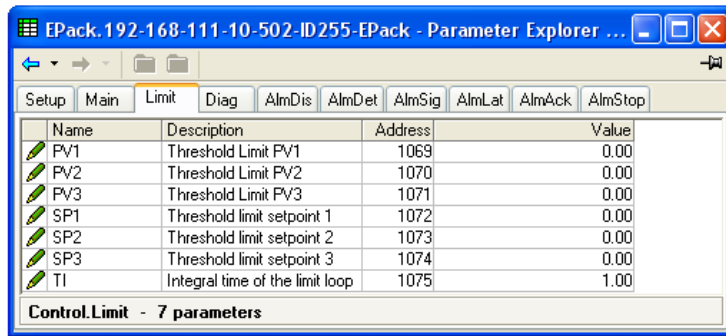 EPack.192-168-111-10-502-ID255-EPack - Parameter Explorer ...
Setup Main Limit Diag AlmDis AlmDet AlmSig AlmLat AlmAck AlmStop
Name Description Address Value
PV1 Threshold Limit PV1 1069 0.00
PV2 Threshold Limit PV2 1070 0.00
PV3 Threshold Limit PV3 1071 0.00
SP1 Threshold limit setpoint 1 1072 0.00
SP2 Threshold limit setpoint 2 1073 0.00
SP3 Threshold limit setpoint 3 1074 0.00
TI Integral time of the limit loop 1075 1.00
Control.Limit - 7 parameters